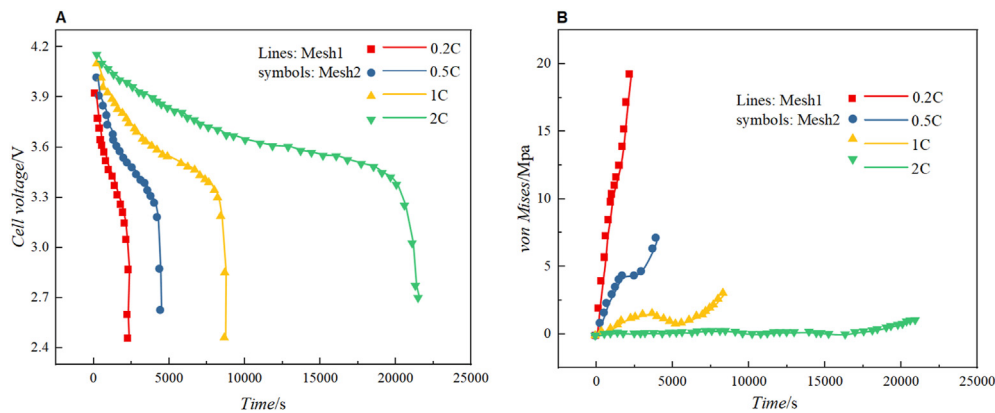 A
4.2
3.9
3.6
3.3
3.0
2.7
2.4
Cell voltage/V
Lines: Mesh1
symbols: Mesh2
0.2C
0.5C
1C
2C
0 5000 10000 15000 20000 25000
Time/s
B
20
15
10
5
0
von Mises/Mpa
Lines: Mesh1
symbols: Mesh2
0.2C
0.5C
1C
2C
0 5000 10000 15000 20000 25000
Time/s